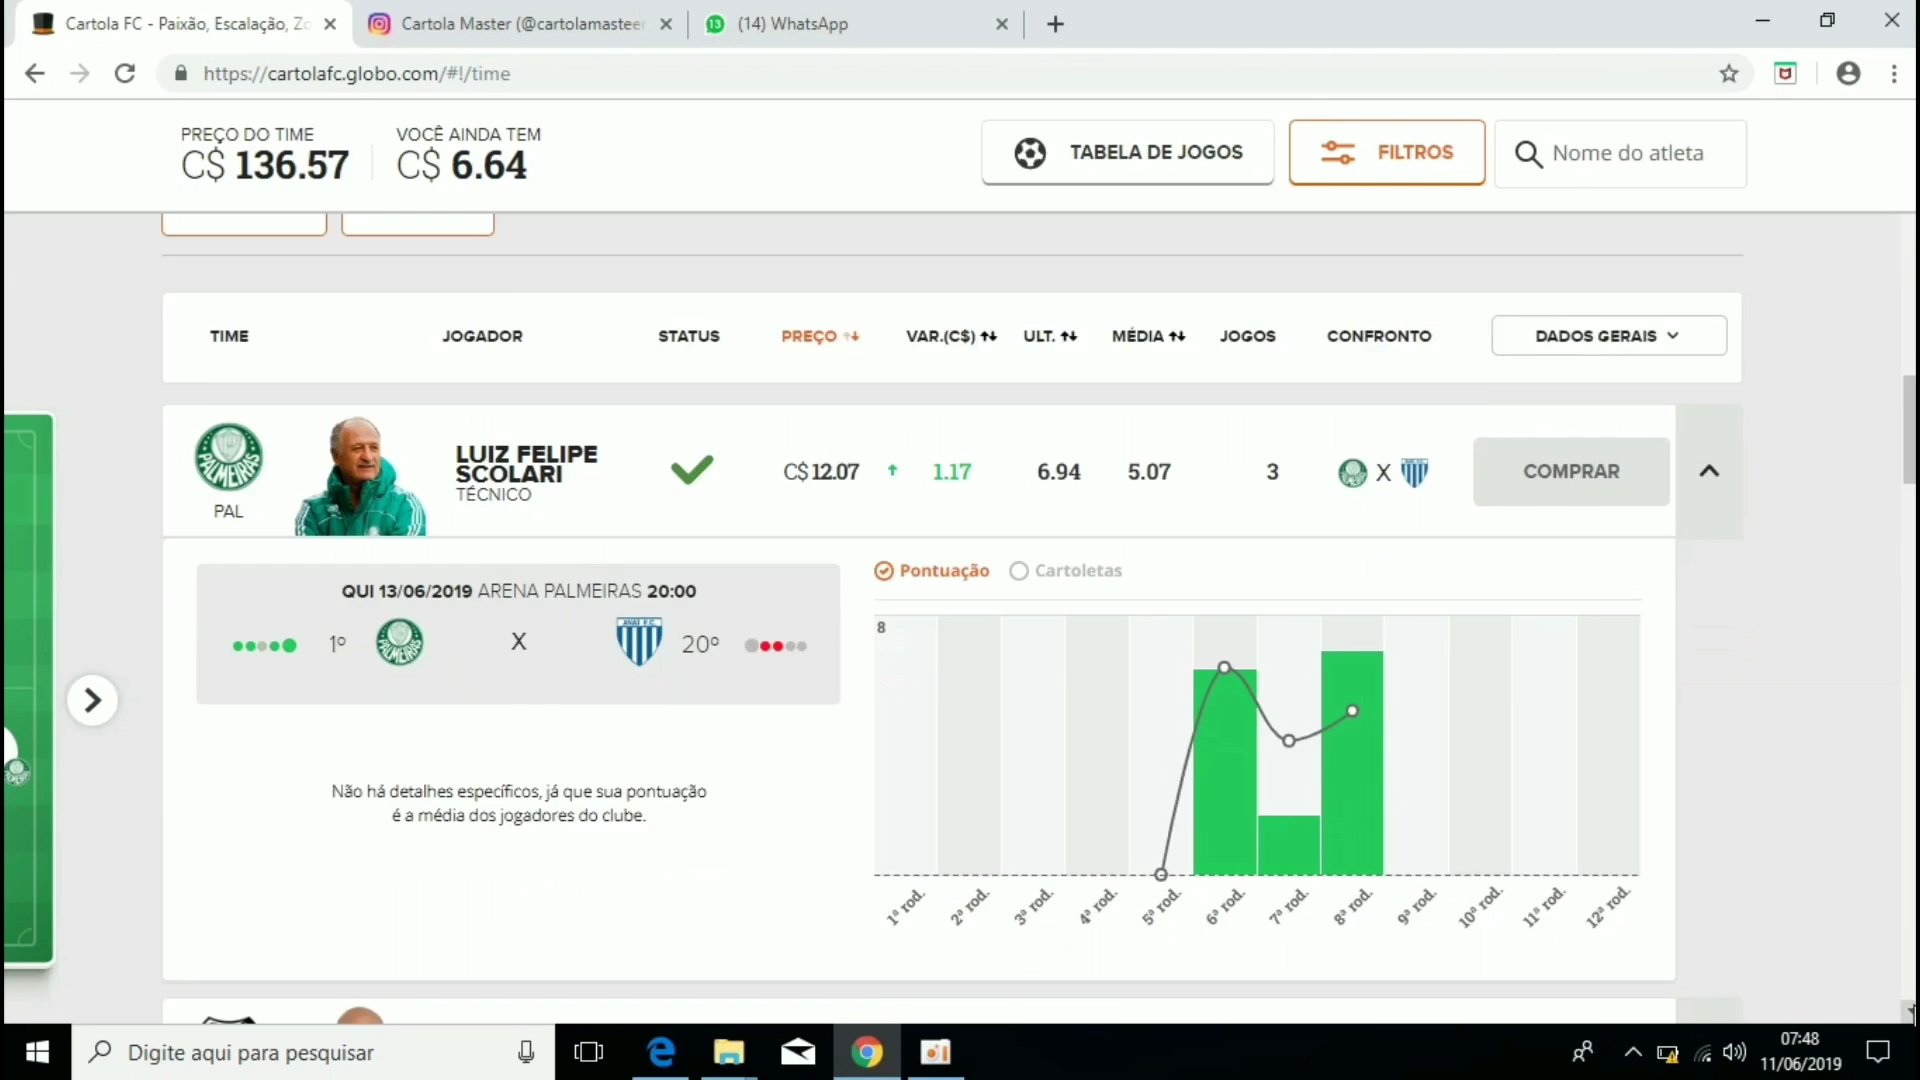 Cartola FC - Paixão, Escalação, Zo
Cartola Master (@cartolamasteer
13 (14) WhatsApp
https://cartolafc.globo.com/#!/time
PREÇO DO TIME
C$ 136.57
VOCÊ AINDA TEM
C$ 6.64
TABELA DE JOGOS
FILTROS
Nome do atleta
TIME JOGADOR STATUS PREÇO VAR.(C$) ULT. MÉDIA JOGOS CONFRONTO DADOS GERAIS
PALMEIRAS
PAL
LUIZ FELIPE
SCOLARI
TÉCNICO
C$ 12.07 1.17 6.94 5.07 3 X COMPRAR
QUI 13/06/2019 ARENA PALMEIRAS 20:00
1º X AVAÍ F.C. 20º
Não há detalhes específicos, já que sua pontuação
é a média dos jogadores do clube.
Pontuação Cartoletas
8
1ª rod. 2ª rod. 3ª rod. 4ª rod. 5ª rod. 6ª rod. 7ª rod. 8ª rod. 9ª rod. 10ª rod. 11ª rod. 12ª rod.
Digite aqui para pesquisar
07:48
11/06/2019